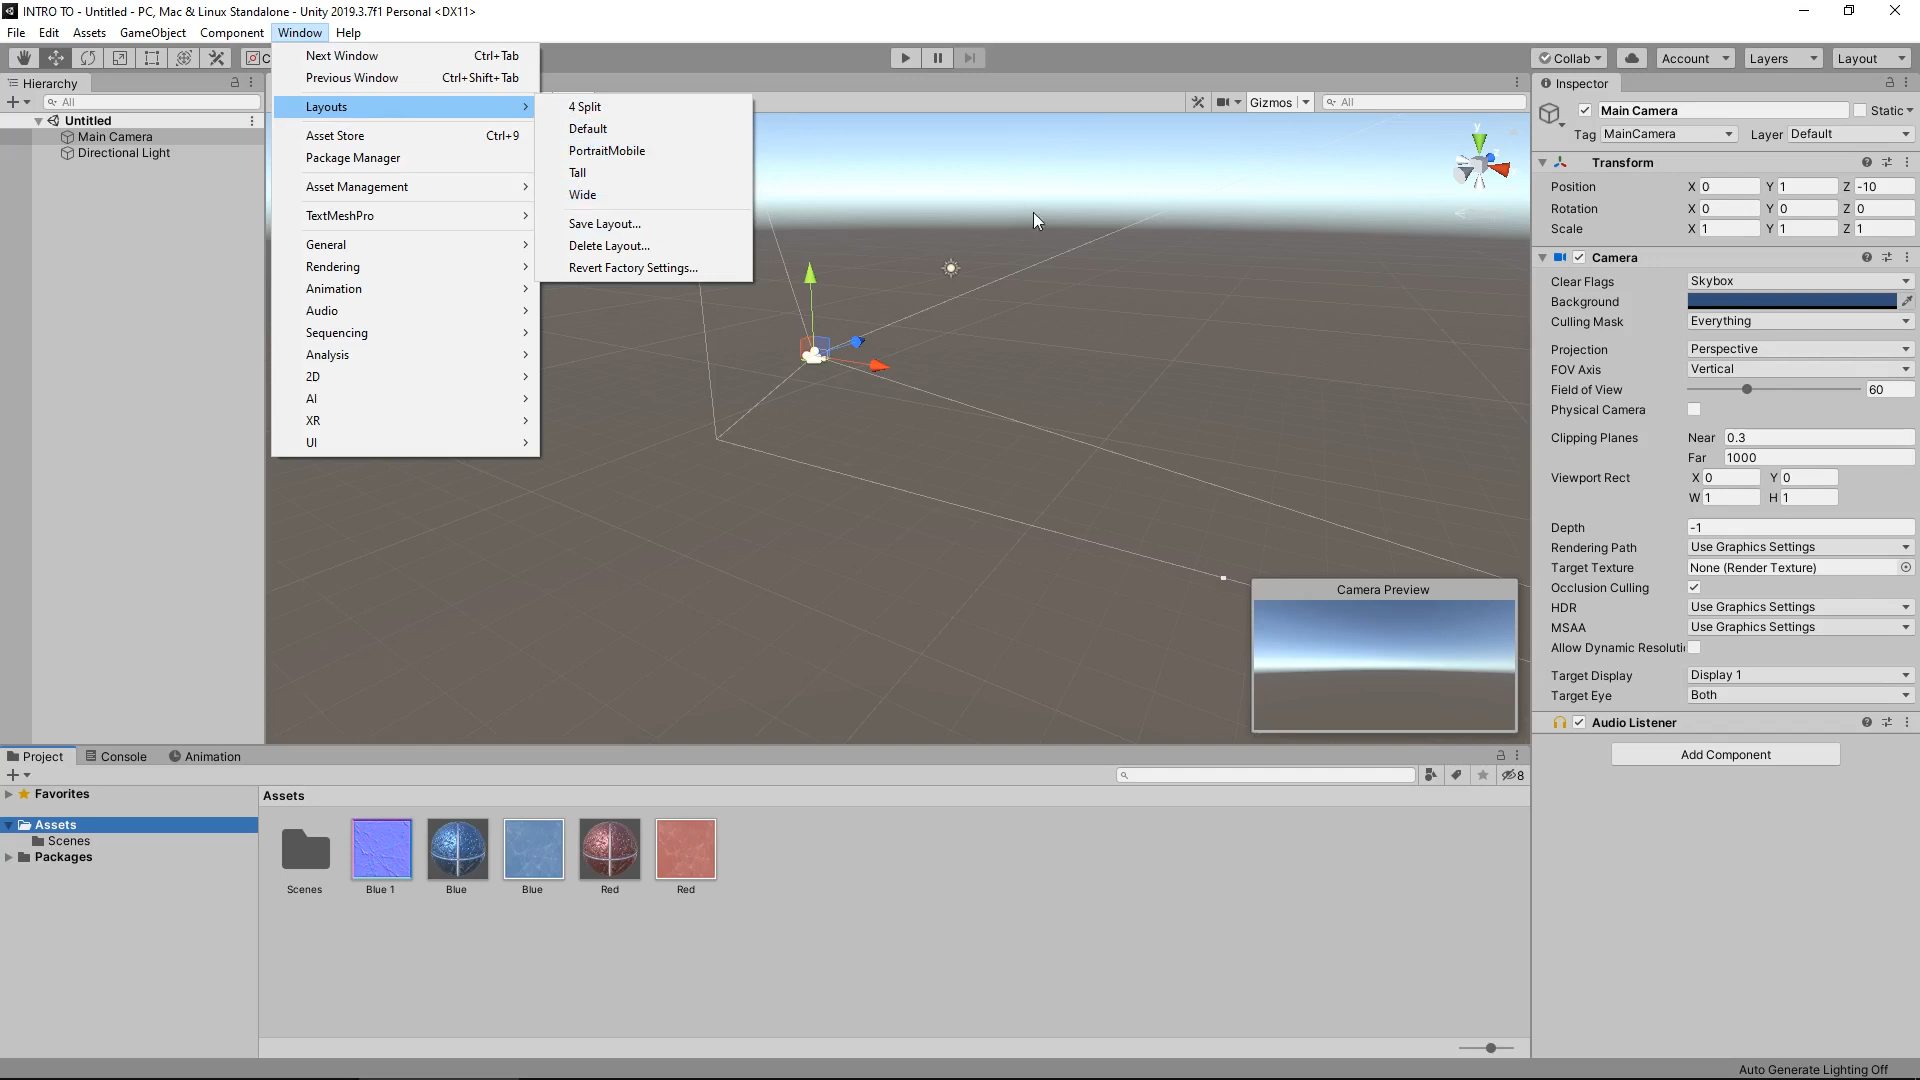 INTRO TO - Untitled - PC, Mac & Linux Standalone - Unity 2019.3.7f1 Personal <DX11>
File Edit Assets GameObject Component Window Help
Collab Account Layers Layout
Next Window Ctrl+Tab
Previous Window Ctrl+Shift+Tab
Layouts
Asset Store Ctrl+9
Package Manager
Asset Management
TextMeshPro
General
Rendering
Animation
Audio
Sequencing
Analysis
2D
AI
XR
UI
4 Split
Default
PortraitMobile
Tall
Wide
Save Layout...
Delete Layout...
Revert Factory Settings...
Hierarchy
All
Untitled
Main Camera
Directional Light
Gizmos All
y
Camera Preview
Inspector
Main Camera Static
Tag MainCamera Layer Default
Transform
Position X 0 Y 1 Z -10
Rotation X 0 Y 0 Z 0
Scale X 1 Y 1 Z 1
Camera
Clear Flags Skybox
Background
Culling Mask Everything
Projection Perspective
FOV Axis Vertical
Field of View 60
Physical Camera
Clipping Planes Near 0.3
Far 1000
Viewport Rect X 0 Y 0
W 1 H 1
Depth -1
Rendering Path Use Graphics Settings
Target Texture None (Render Texture)
Occlusion Culling
HDR Use Graphics Settings
MSAA Use Graphics Settings
Allow Dynamic Resoluti
Target Display Display 1
Target Eye Both
Audio Listener
Add Component
Project Console Animation
8
Favorites
Assets
Scenes
Packages
Assets
Scenes Blue 1 Blue Blue Red Red
Auto Generate Lighting Off